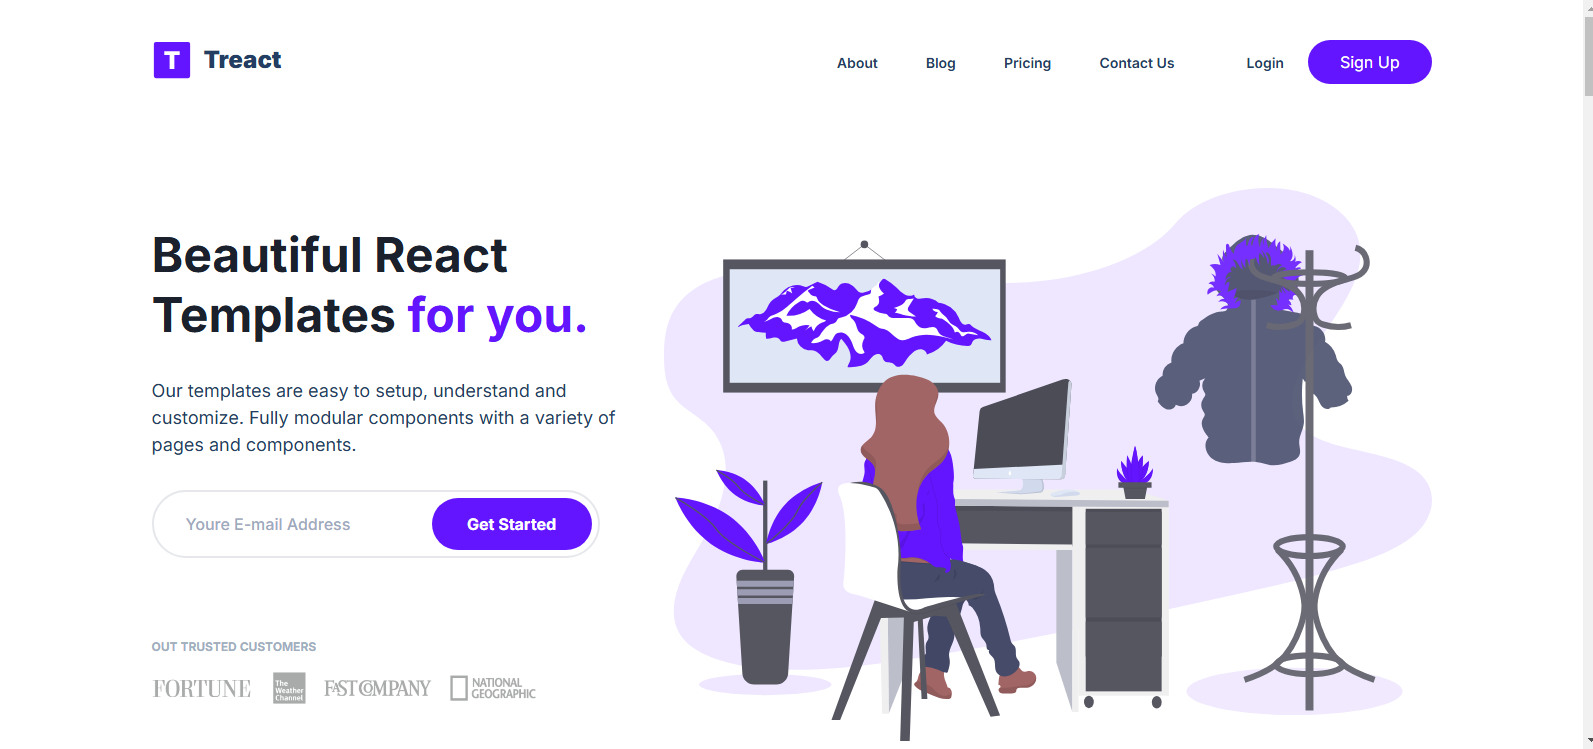 T Treact
About Blog Pricing Contact Us Login Sign Up
Beautiful React
Templates for you.
Our templates are easy to setup, understand and
customize. Fully modular components with a variety of
pages and components.
Youre E-mail Address Get Started
OUT TRUSTED CUSTOMERS
FORTUNE
The
Weather
Channel
FAST COMPANY
NATIONAL
GEOGRAPHIC